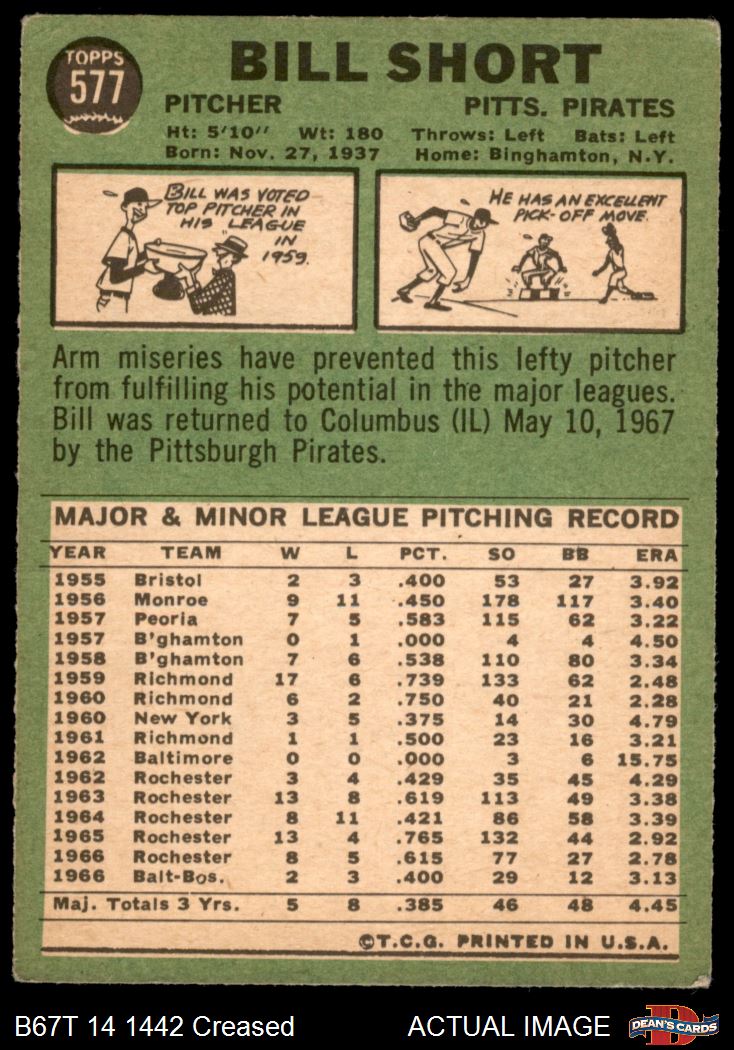 TOPPS
577
BILL SHORT
PITCHER PITTS. PIRATES
Ht: 5'10" Wt: 180 Throws: Left Bats: Left
Born: Nov. 27, 1937 Home: Binghamton, N.Y.
BILL WAS VOTED
TOP PITCHER IN
HIS LEAGUE
IN
1959.
HE HAS AN EXCELLENT
PICK-OFF MOVE.
Arm miseries have prevented this lefty pitcher
from fulfilling his potential in the major leagues.
Bill was returned to Columbus (IL) May 10, 1967
by the Pittsburgh Pirates.
MAJOR & MINOR LEAGUE PITCHING RECORD
YEAR TEAM W L PCT. SO BB ERA
1955 Bristol 2 3 .400 53 27 3.92
1956 Monroe 9 11 .450 178 117 3.40
1957 Peoria 7 5 .583 115 62 3.22
1957 B'ghamton 0 1 .000 4 4 4.50
1958 B'ghamton 7 6 .538 110 80 3.34
1959 Richmond 17 6 .739 133 62 2.48
1960 Richmond 6 2 .750 40 21 2.28
1960 New York 3 5 .375 14 30 4.79
1961 Richmond 1 1 .500 23 16 3.21
1962 Baltimore 0 0 .000 3 6 15.75
1962 Rochester 3 4 .429 35 45 4.29
1963 Rochester 13 8 .619 113 49 3.38
1964 Rochester 8 11 .421 86 58 3.39
1965 Rochester 13 4 .765 132 44 2.92
1966 Rochester 8 5 .615 77 27 2.78
1966 Balt-Bos. 2 3 .400 29 12 3.13
Maj. Totals 3 Yrs. 5 8 .385 46 48 4.45
©T.C.G. PRINTED IN U.S.A.
B67T 14 1442 Creased ACTUAL IMAGE
D
DEAN'S CARDS